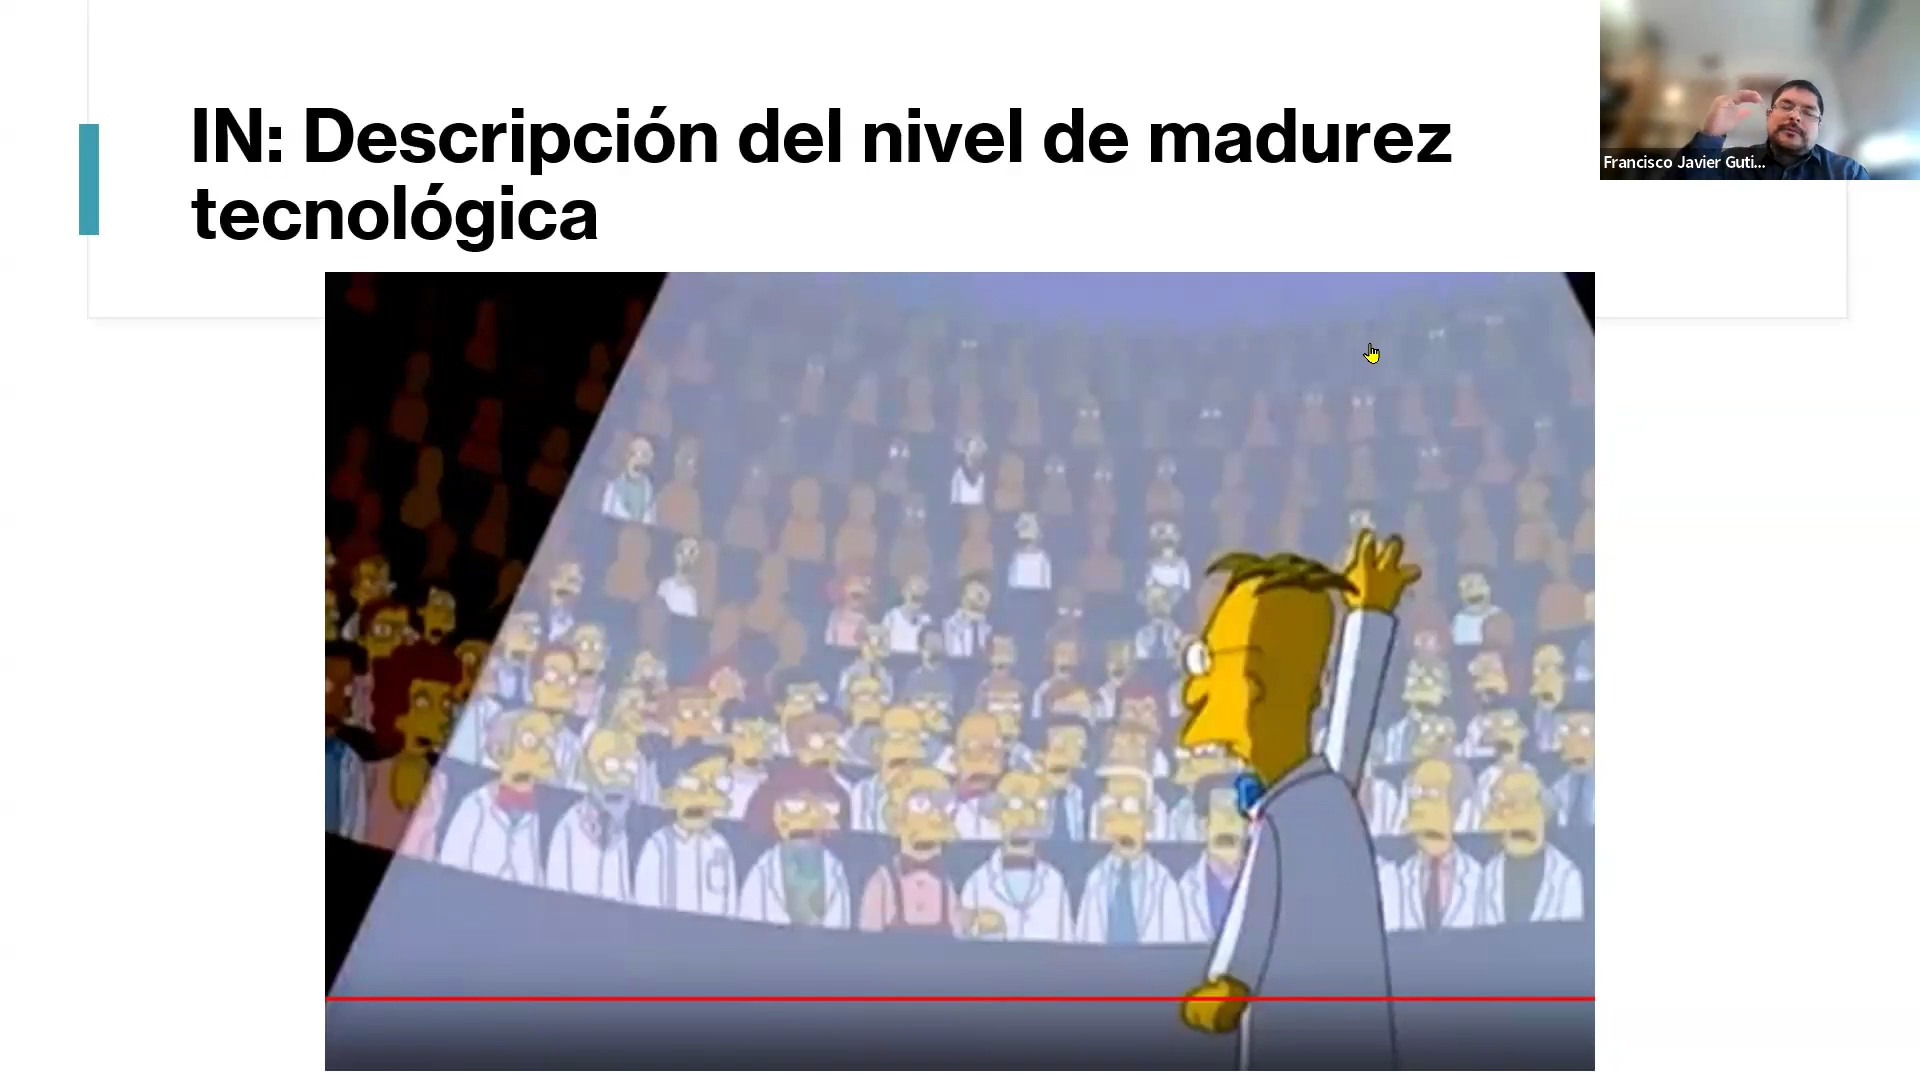 IN: Descripción del nivel de madurez
tecnológica
Francisco Javier Guti...